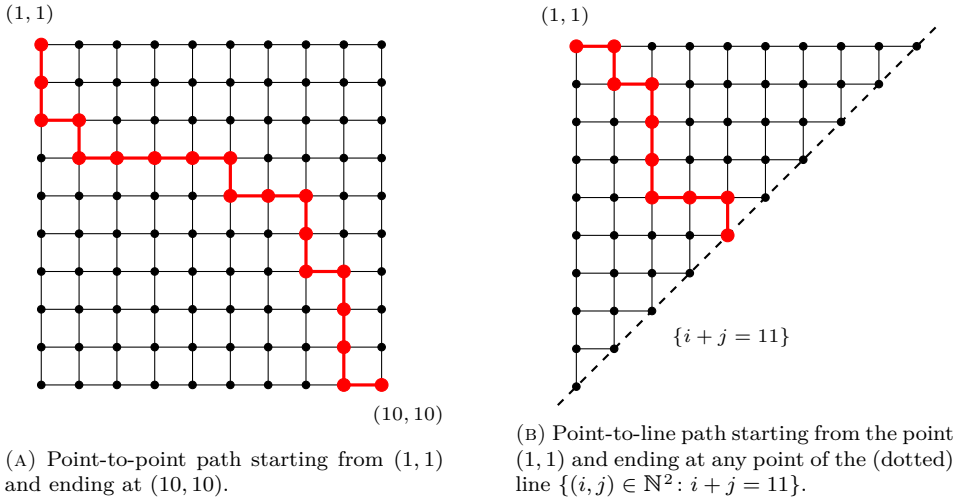 (1, 1)
(10, 10)
(A) Point-to-point path starting from (1, 1)
and ending at (10, 10).
(1, 1)
{i + j = 11}
(B) Point-to-line path starting from the point
(1, 1) and ending at any point of the (dotted)
line {(i, j) ∈ ℕ²: i + j = 11}.